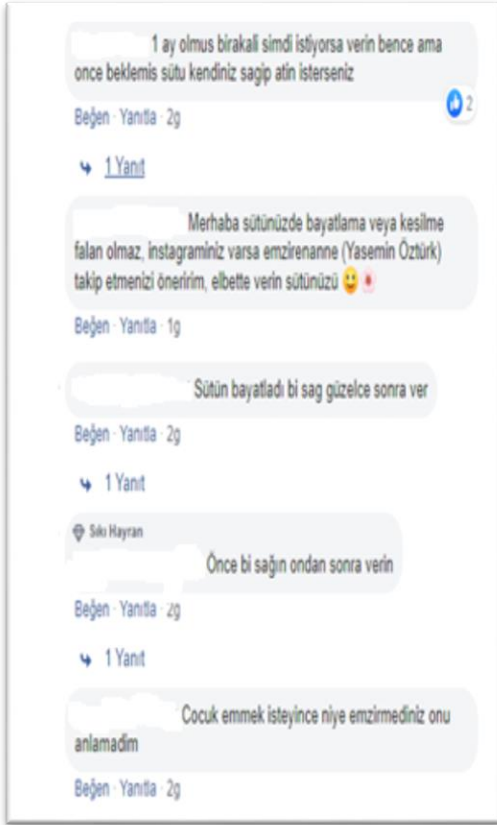 1 ay olmus birakali simdi istiyorsa verin bence ama
once beklemis sütu kendiniz sagip atin isterseniz
2
Beğen · Yanıtla · 2g
1 Yanıt
Merhaba sütünüzde bayatlama veya kesilme
falan olmaz, instagraminiz varsa emzirenanne (Yasemin Öztürk)
takip etmenizi öneririm, elbette verin sütünüzü
Beğen · Yanıtla · 1g
Sütün bayatladı bi sag güzelce sonra ver
Beğen · Yanıtla · 2g
1 Yanıt
Sıkı Hayran
Önce bi sağın ondan sonra verin
Beğen · Yanıtla · 2g
1 Yanıt
Cocuk emmek isteyince niye emzirmediniz onu
anlamadim
Beğen · Yanıtla · 2g